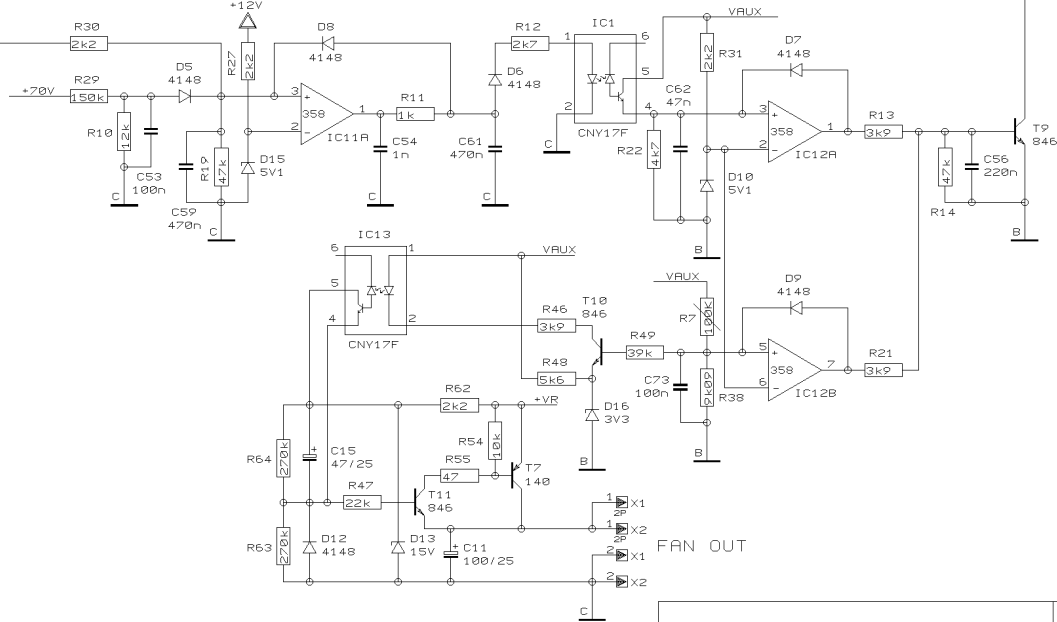 +12V
R30
2k2
R27
2k2
D8
4148
R12
2k7
IC1
1
6
5
2
4
CNY17F
VAUX
R31
2k2
D7
4148
+70V
R29
150k
D5
4148
R10
12k
C53
100n
R19
47k
C59
470n
3
2
358
1
IC11A
D15
5V1
R11
1k
C54
1n
D6
4148
C61
470n
C62
47n
R22
4k7
D10
5V1
3
2
358
1
IC12A
R13
3k9
T9
846
R14
47k
C56
220n
C
C
C
C
C
B
B
IC13
6
1
5
4
2
CNY17F
VAUX
VAUX
R7
100K
D9
4148
R46
3k9
T10
846
R49
39k
R48
5k6
C73
100n
R38
9k09
5
6
358
7
IC12B
R21
3k9
D16
3V3
B
B
R62
2k2
+VR
R64
270k
C15
47/25
R54
10k
R55
47
T7
140
R47
22k
T11
846
R63
270k
D12
4148
D13
15V
C11
100/25
1
X1
2P
1
X2
2P
2
X1
2
X2
FAN OUT
C